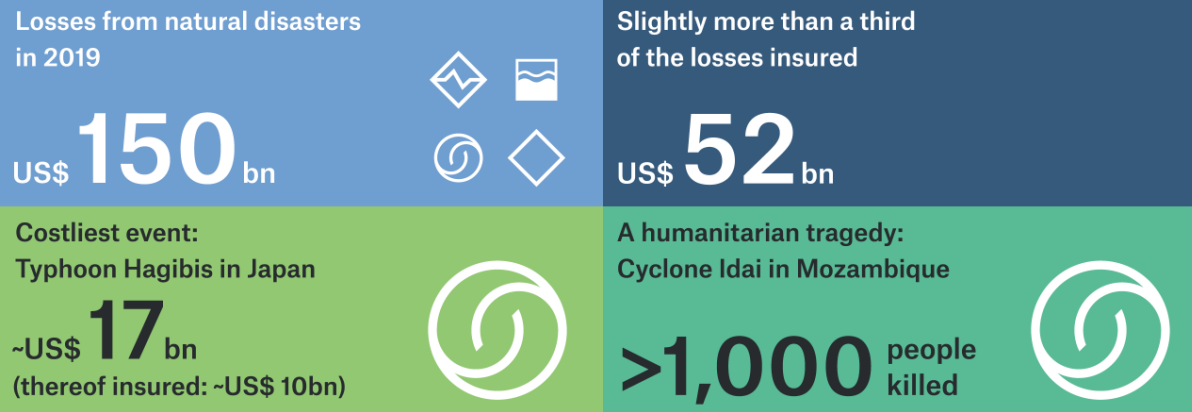 Losses from natural disasters
in 2019
US$ 150 bn
Slightly more than a third
of the losses insured
US$ 52 bn
Costliest event:
Typhoon Hagibis in Japan
~US$ 17 bn
(thereof insured: ~US$ 10bn)
A humanitarian tragedy:
Cyclone Idai in Mozambique
>1,000 people
killed